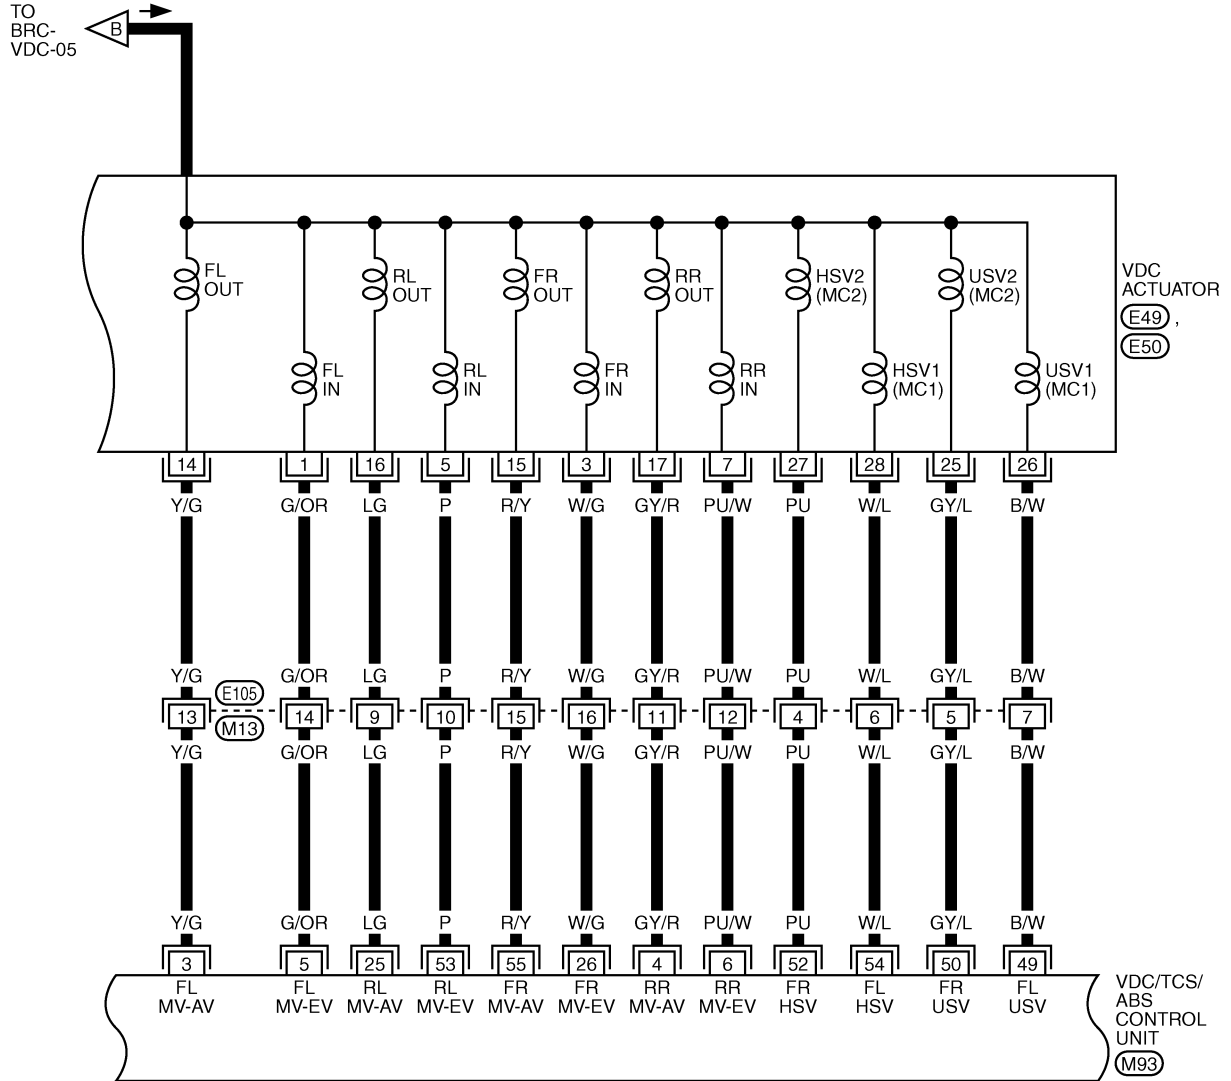 TO
BRC-
VDC-05
B
FL
OUT
RL
OUT
FR
OUT
RR
OUT
HSV2
(MC2)
USV2
(MC2)
FL
IN
RL
IN
FR
IN
RR
IN
HSV1
(MC1)
USV1
(MC1)
VDC
ACTUATOR
E49 ,
E50
14 1 16 5 15 3 17 7 27 28 25 26
Y/G G/OR LG P R/Y W/G GY/R PU/W PU W/L GY/L B/W
Y/G G/OR LG P R/Y W/G GY/R PU/W PU W/L GY/L B/W
E105
13 14 9 10 15 16 11 12 4 6 5 7
M13
Y/G G/OR LG P R/Y W/G GY/R PU/W PU W/L GY/L B/W
Y/G G/OR LG P R/Y W/G GY/R PU/W PU W/L GY/L B/W
3 5 25 53 55 26 4 6 52 54 50 49
FL FL RL RL FR FR RR RR FR FL FR FL
MV-AV MV-EV MV-AV MV-EV MV-AV MV-EV MV-AV MV-EV HSV HSV USV USV
VDC/TCS/
ABS
CONTROL
UNIT
M93